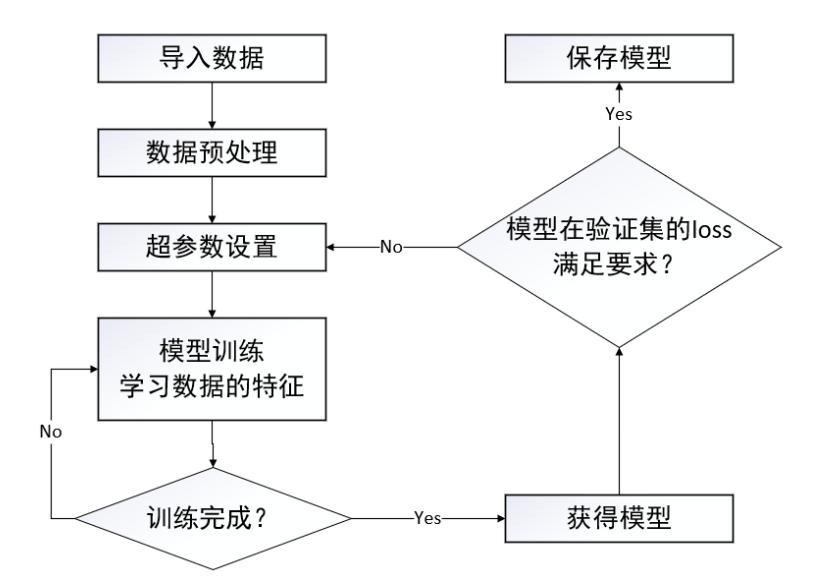 导入数据
数据预处理
超参数设置
模型训练
学习数据的特征
No
训练完成？
Yes
获得模型
模型在验证集的loss
满足要求？
No
Yes
保存模型